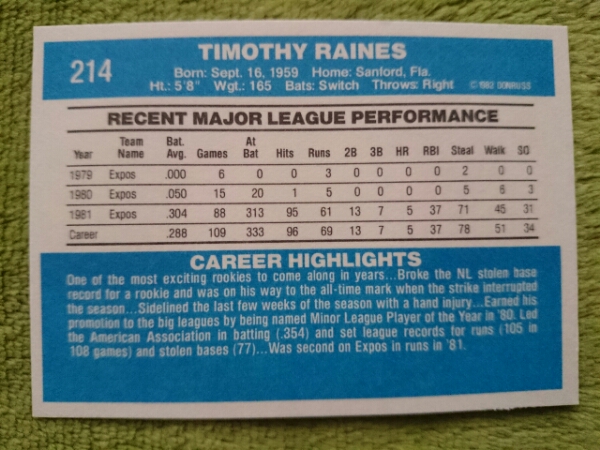 214
TIMOTHY RAINES
Born: Sept. 16, 1959 Home: Sanford, Fla.
Ht.: 5'8" Wgt.: 165 Bats: Switch Throws: Right © 1982 DONRUSS
RECENT MAJOR LEAGUE PERFORMANCE
Year Team Name Bat. Avg. Games At Bat Hits Runs 2B 3B HR RBI Steal Walk SO
1979 Expos .000 6 0 0 3 0 0 0 0 2 0 0
1980 Expos .050 15 20 1 5 0 0 0 0 5 6 3
1981 Expos .304 88 313 95 61 13 7 5 37 71 45 31
Career .288 109 333 96 69 13 7 5 37 78 51 34
CAREER HIGHLIGHTS
One of the most exciting rookies to come along in years...Broke the NL stolen base
record for a rookie and was on his way to the all-time mark when the strike interrupted
the season...Sidelined the last few weeks of the season with a hand injury...Earned his
promotion to the big leagues by being named Minor League Player of the Year in '80. Led
the American Association in batting (.354) and set league records for runs (105 in
108 games) and stolen bases (77)...Was second on Expos in runs in '81.